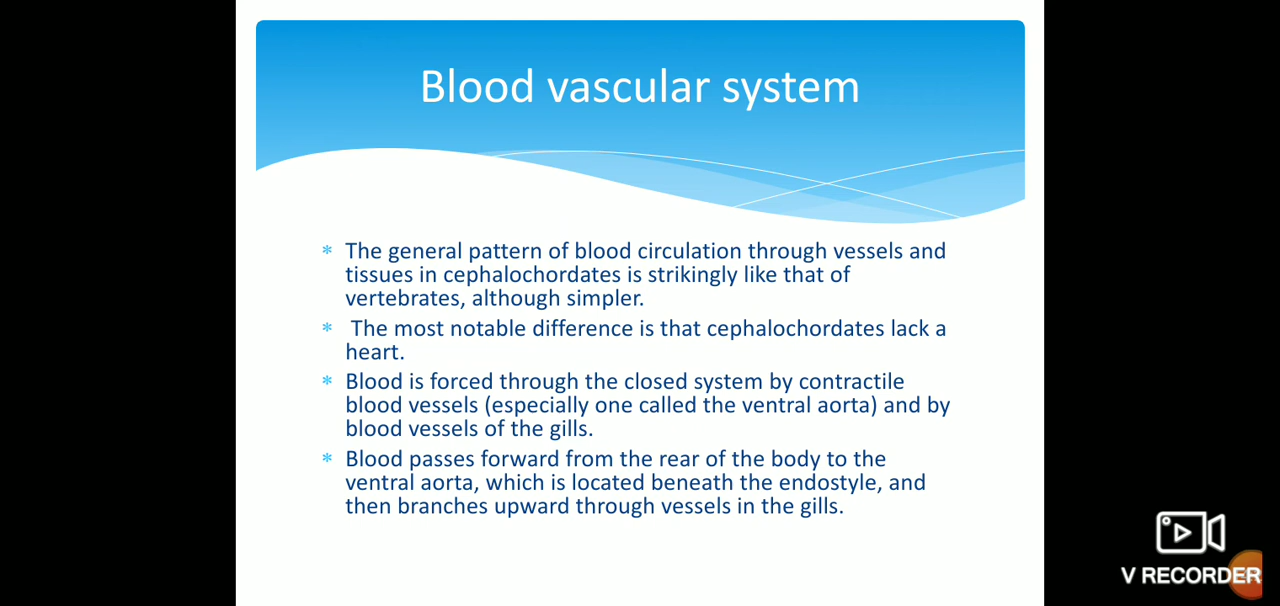 Blood vascular system
* The general pattern of blood circulation through vessels and
tissues in cephalochordates is strikingly like that of
vertebrates, although simpler.
* The most notable difference is that cephalochordates lack a
heart.
* Blood is forced through the closed system by contractile
blood vessels (especially one called the ventral aorta) and by
blood vessels of the gills.
* Blood passes forward from the rear of the body to the
ventral aorta, which is located beneath the endostyle, and
then branches upward through vessels in the gills.
V RECORDER